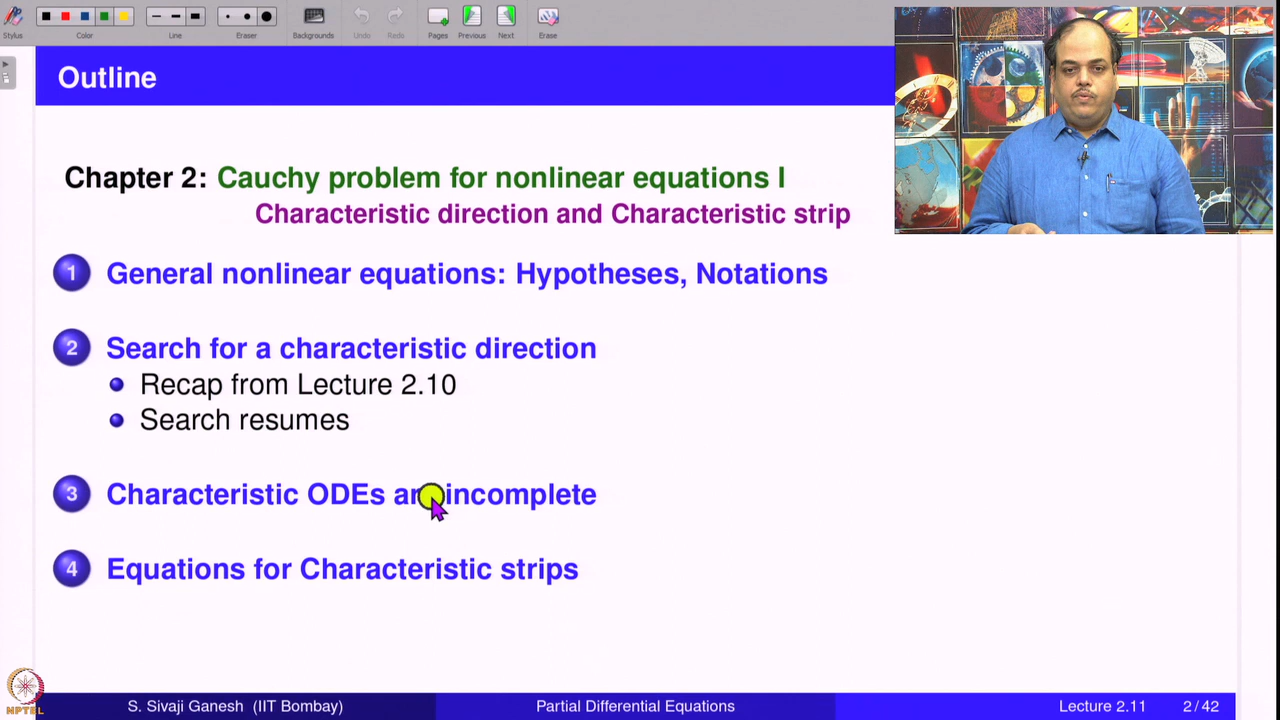 Stylus
Color
Line
Eraser
Backgrounds
Undo
Redo
Pages
Previous
Next
Erase
Outline
Chapter 2: Cauchy problem for nonlinear equations I
Characteristic direction and Characteristic strip
1 General nonlinear equations: Hypotheses, Notations
2 Search for a characteristic direction
Recap from Lecture 2.10
Search resumes
3 Characteristic ODEs are incomplete
4 Equations for Characteristic strips
NPTEL
S. Sivaji Ganesh (IIT Bombay)
Partial Differential Equations
Lecture 2.11
2 / 42